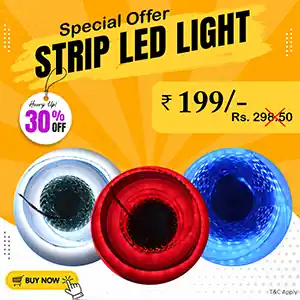 Special Offer
STRIP LED LIGHT
Hurry Up!
30% OFF
₹ 199/-
Rs. 298.50
BUY NOW
T&C Apply